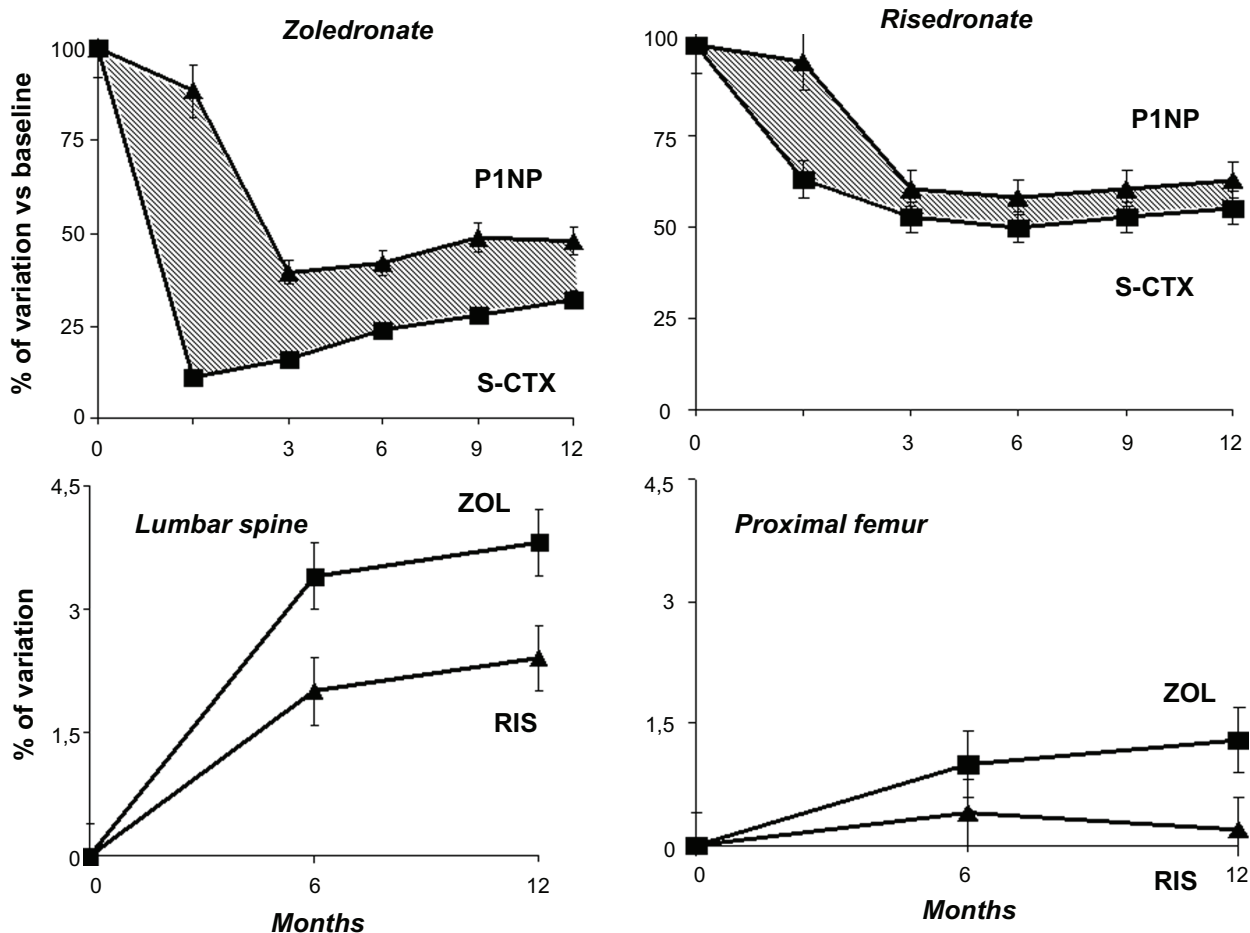 Zoledronate
% of variation vs baseline
100
75
50
25
0
P1NP
S-CTX
0 3 6 9 12
Risedronate
100
75
50
25
0
P1NP
S-CTX
0 3 6 9 12
% of variation
4,5
3
1,5
0
Lumbar spine
ZOL
RIS
0 6 12
Months
4,5
3
1,5
0
Proximal femur
ZOL
RIS
0 6 12
Months